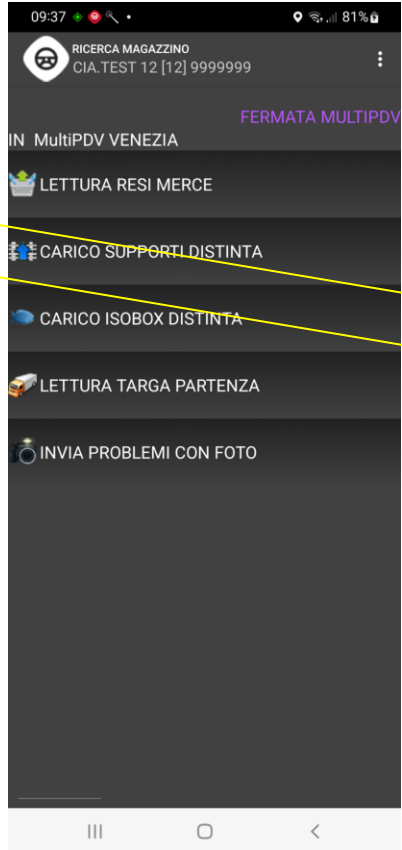 09:37
81%
RICERCA MAGAZZINO
CIA.TEST 12 [12] 9999999
FERMATA MULTIPDV
IN MultiPDV VENEZIA
LETTURA RESI MERCE
CARICO SUPPORTI DISTINTA
CARICO ISOBOX DISTINTA
LETTURA TARGA PARTENZA
INVIA PROBLEMI CON FOTO